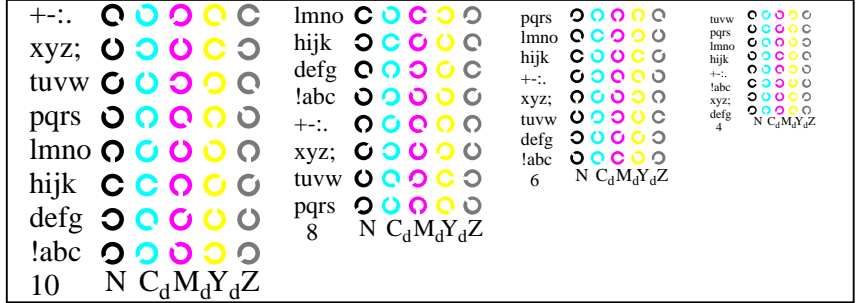 +-:.
xyz;
tuvw
pqrs
lmno
hijk
defg
!abc
10 N CdMdYdZ
lmno
hijk
defg
!abc
+-:.
xyz;
tuvw
pqrs
8 N CdMdYdZ
pqrs
lmno
hijk
+-:.
xyz;
tuvw
defg
!abc
6 N CdMdYdZ
tuvw
pqrs
lmno
hijk
+-:.
!abc
xyz;
defg
4 N CdMdYdZ